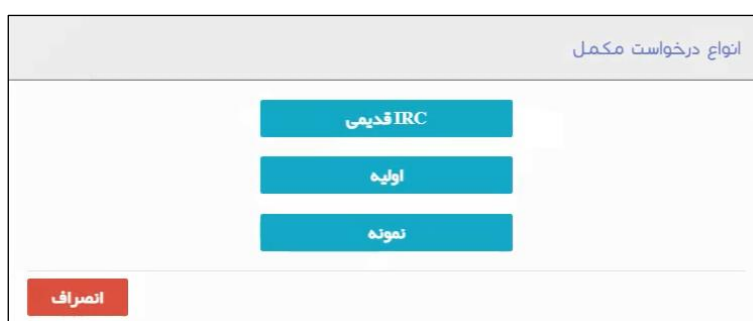 انواع درخواست مکمل
IRC قدیمی
اولیه
نمونه
انصراف